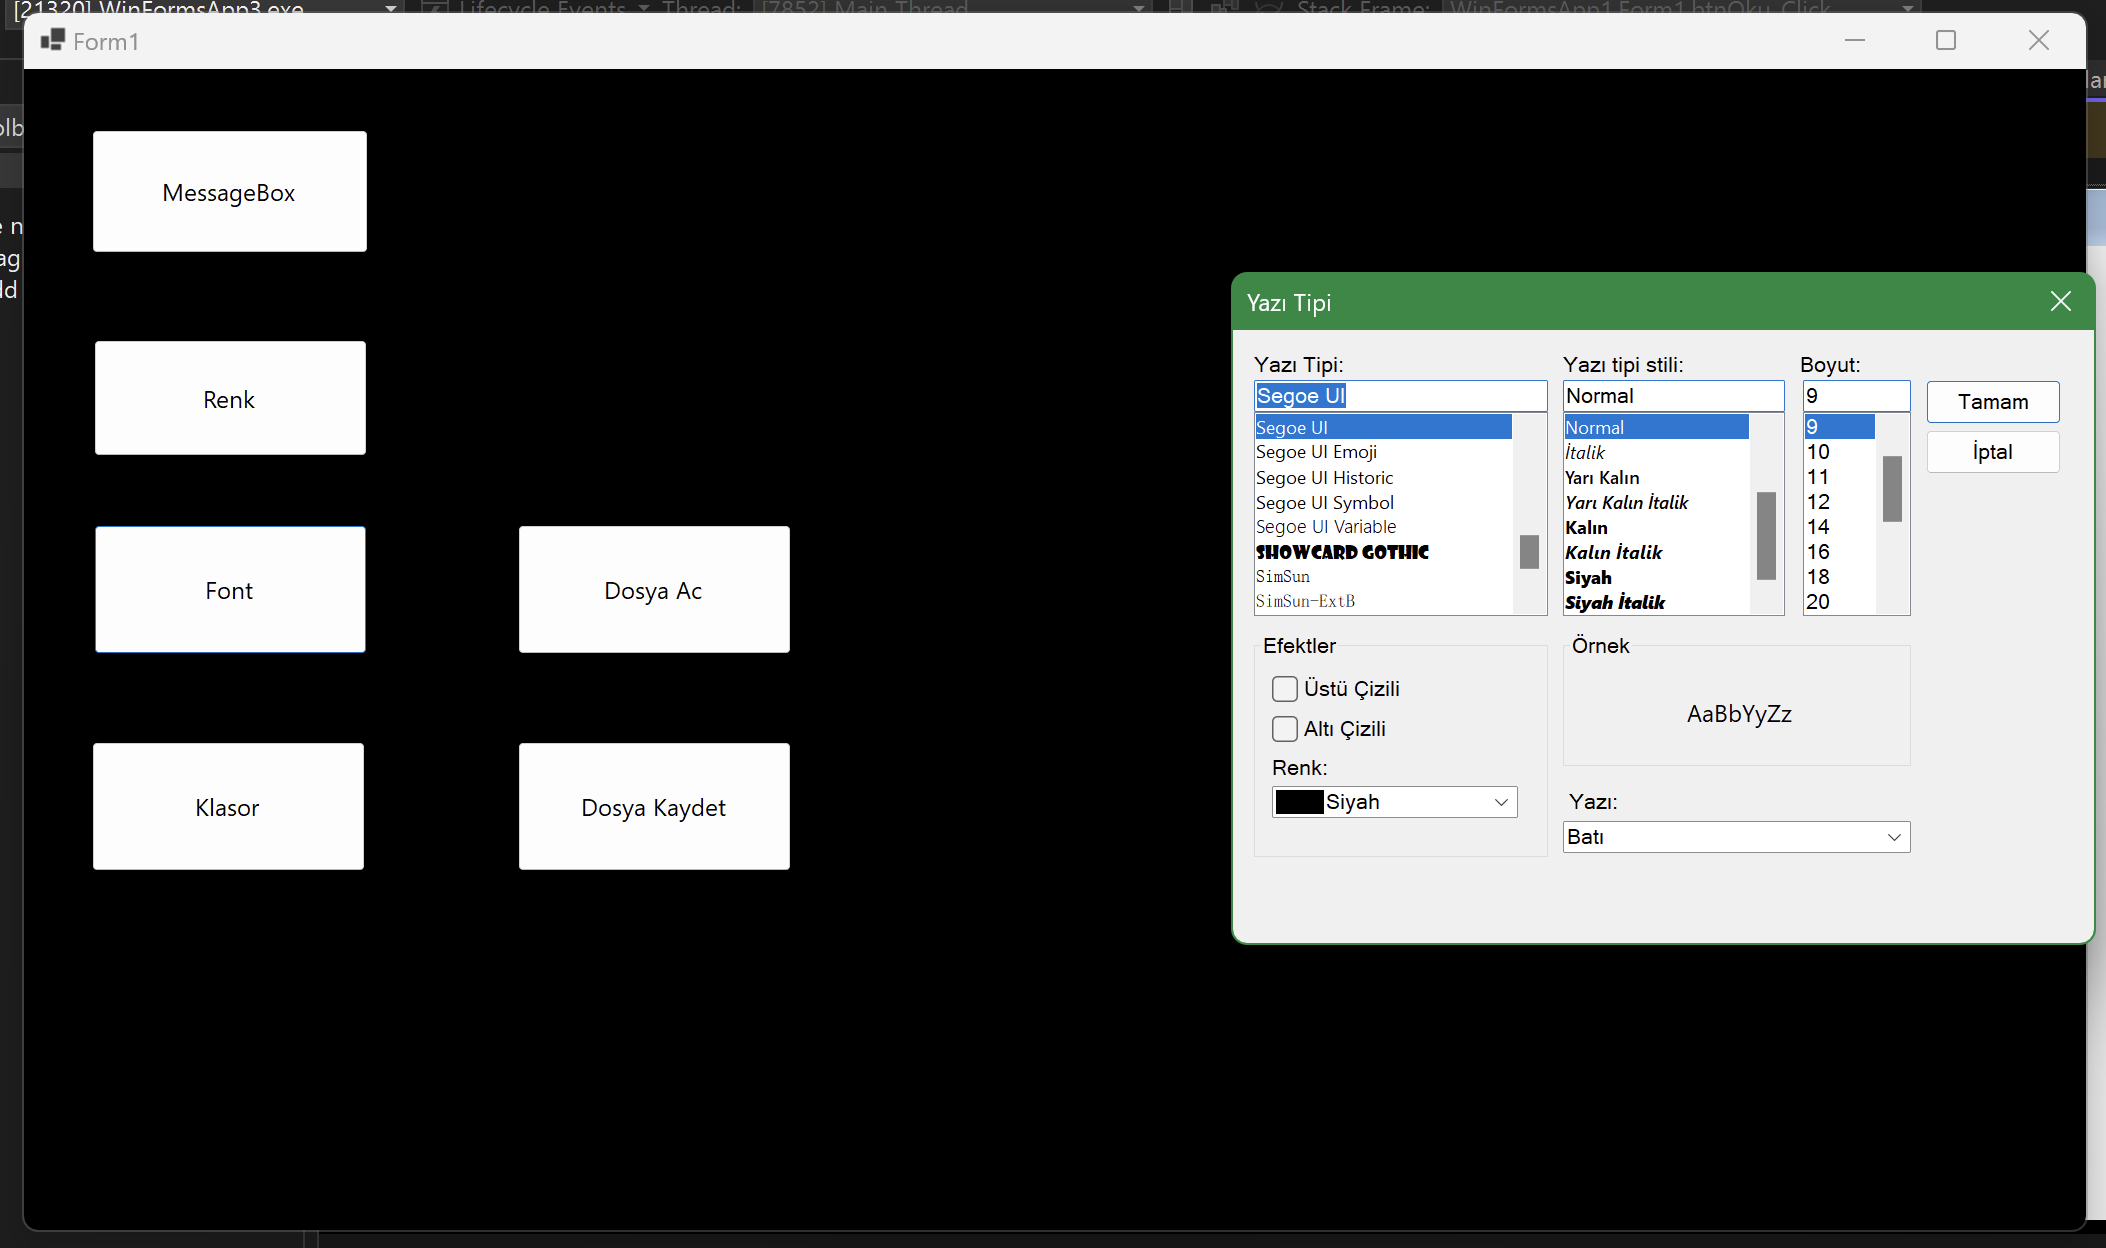 [21320] WinFormsApp3.exe
Lifecycle Events
Thread:
[7852] Main Thread
Stack Frame:
WinFormsApp1.Form1.btnOku_Click
Form1
MessageBox
Renk
Font
Dosya Ac
Klasor
Dosya Kaydet
Yazı Tipi
Yazı Tipi:
Segoe UI
Segoe UI
Segoe UI Emoji
Segoe UI Historic
Segoe UI Symbol
Segoe UI Variable
SHOWCARD GOTHIC
SimSun
SimSun-ExtB
Yazı tipi stili:
Normal
Normal
İtalik
Yarı Kalın
Yarı Kalın İtalik
Kalın
Kalın İtalik
Siyah
Siyah İtalik
Boyut:
9
9
10
11
12
14
16
18
20
Tamam
İptal
Efektler
Üstü Çizili
Altı Çizili
Renk:
Siyah
Örnek
AaBbYyZz
Yazı:
Batı